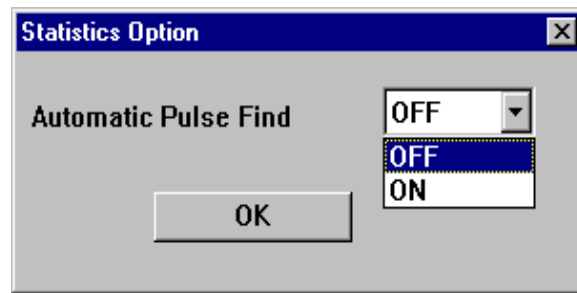 Statistics Option
Automatic Pulse Find OFF
OFF
ON
OK